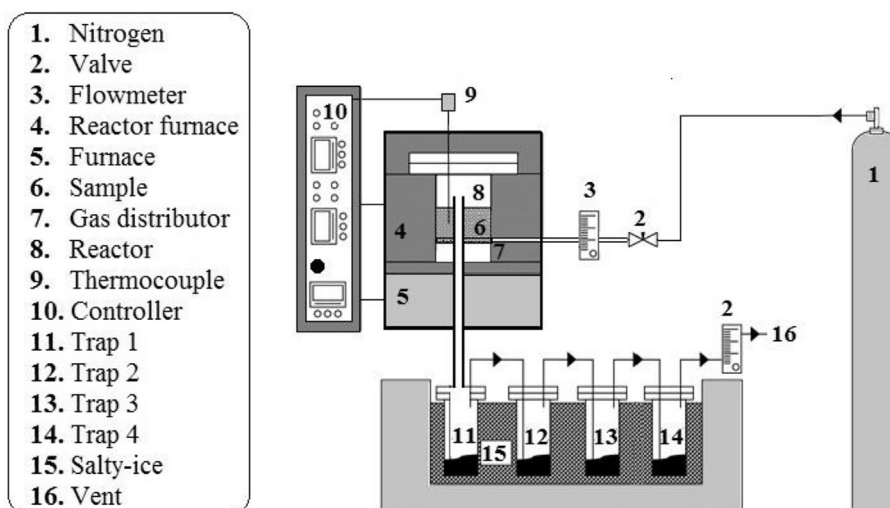 1. Nitrogen
2. Valve
3. Flowmeter
4. Reactor furnace
5. Furnace
6. Sample
7. Gas distributor
8. Reactor
9. Thermocouple
10. Controller
11. Trap 1
12. Trap 2
13. Trap 3
14. Trap 4
15. Salty-ice
16. Vent
10
9
8
6
7
4
5
3
2
1
2
16
11
15
12
13
14